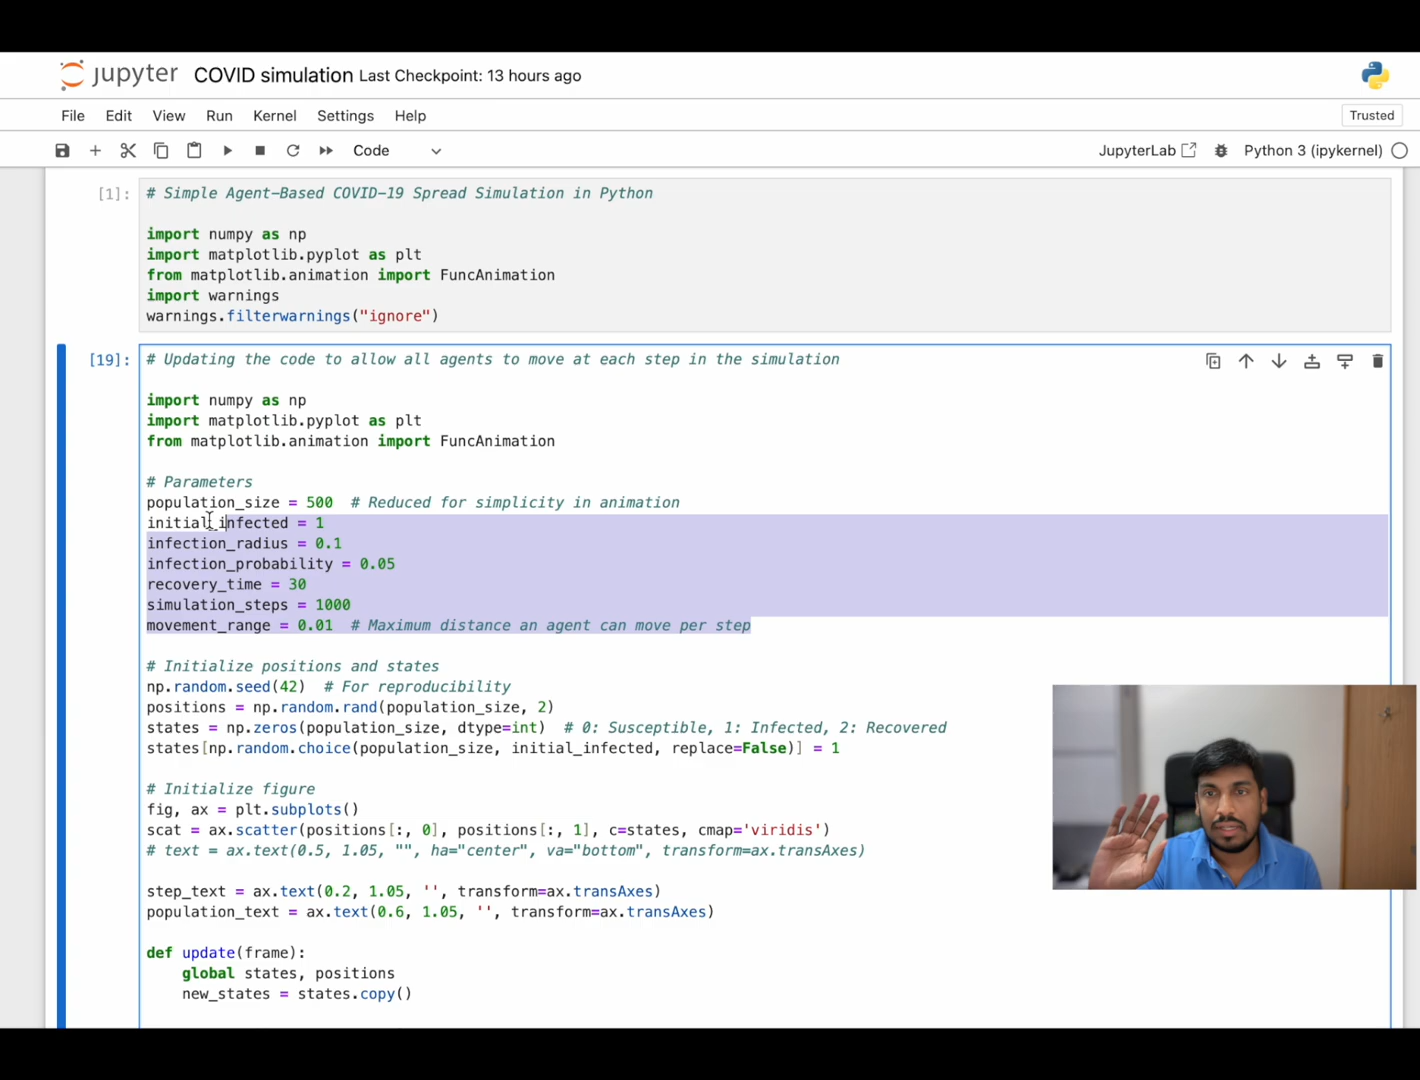 jupyter COVID simulation Last Checkpoint: 13 hours ago
File Edit View Run Kernel Settings Help Trusted
Code JupyterLab Python 3 (ipykernel)
[1]: # Simple Agent-Based COVID-19 Spread Simulation in Python
import numpy as np
import matplotlib.pyplot as plt
from matplotlib.animation import FuncAnimation
import warnings
warnings.filterwarnings("ignore")
[19]: # Updating the code to allow all agents to move at each step in the simulation
import numpy as np
import matplotlib.pyplot as plt
from matplotlib.animation import FuncAnimation
# Parameters
population_size = 500  # Reduced for simplicity in animation
initial_infected = 1
infection_radius = 0.1
infection_probability = 0.05
recovery_time = 30
simulation_steps = 1000
movement_range = 0.01  # Maximum distance an agent can move per step
# Initialize positions and states
np.random.seed(42)  # For reproducibility
positions = np.random.rand(population_size, 2)
states = np.zeros(population_size, dtype=int)  # 0: Susceptible, 1: Infected, 2: Recovered
states[np.random.choice(population_size, initial_infected, replace=False)] = 1
# Initialize figure
fig, ax = plt.subplots()
scat = ax.scatter(positions[:, 0], positions[:, 1], c=states, cmap='viridis')
# text = ax.text(0.5, 1.05, "", ha="center", va="bottom", transform=ax.transAxes)
step_text = ax.text(0.2, 1.05, '', transform=ax.transAxes)
population_text = ax.text(0.6, 1.05, '', transform=ax.transAxes)
def update(frame):
    global states, positions
    new_states = states.copy()